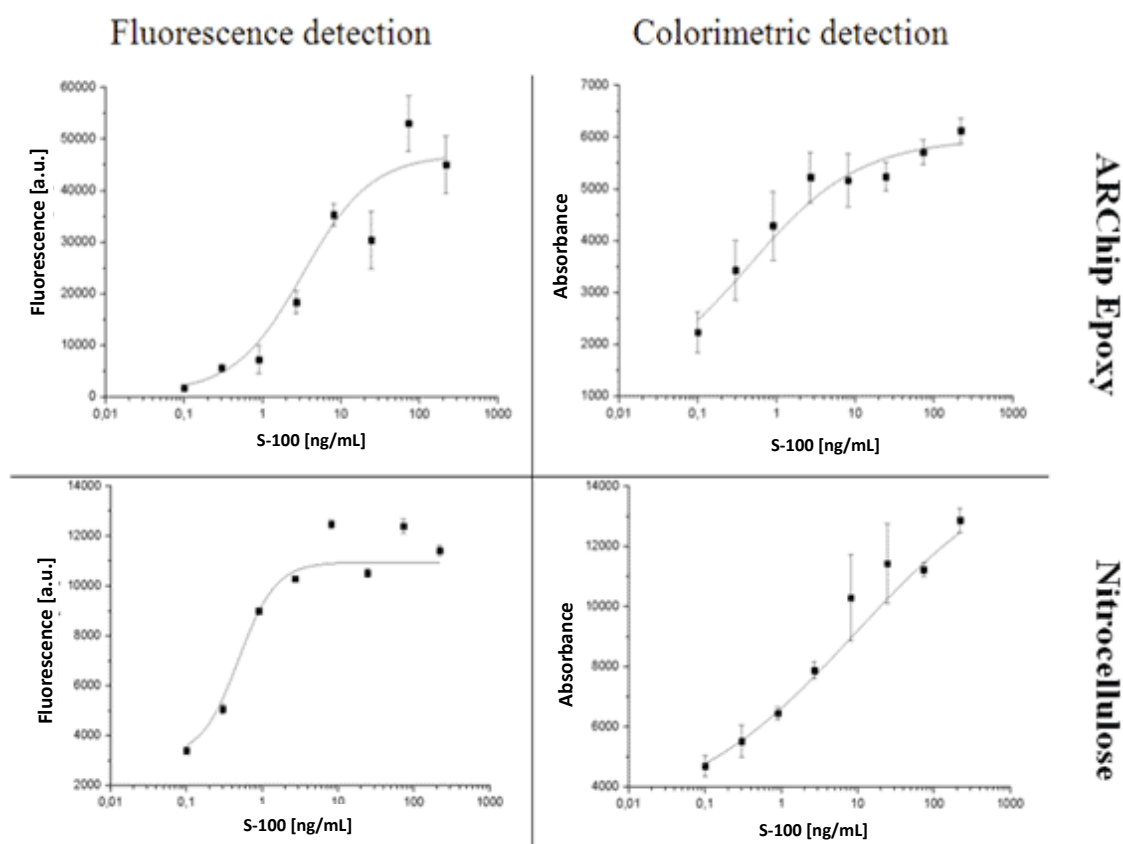 Fluorescence detection
Colorimetric detection
60000
50000
40000
30000
20000
10000
0
0,01 0,1 1 10 100 1000
Fluorescence [a.u.]
S-100 [ng/mL]
7000
6000
5000
4000
3000
2000
1000
0,01 0,1 1 10 100 1000
Absorbance
S-100 [ng/mL]
ARChip Epoxy
14000
12000
10000
8000
6000
4000
2000
0,01 0,1 1 10 100 1000
Fluorescence [a.u.]
S-100 [ng/mL]
14000
12000
10000
8000
6000
4000
0,01 0,1 1 10 100 1000
Absorbance
S-100 [ng/mL]
Nitrocellulose